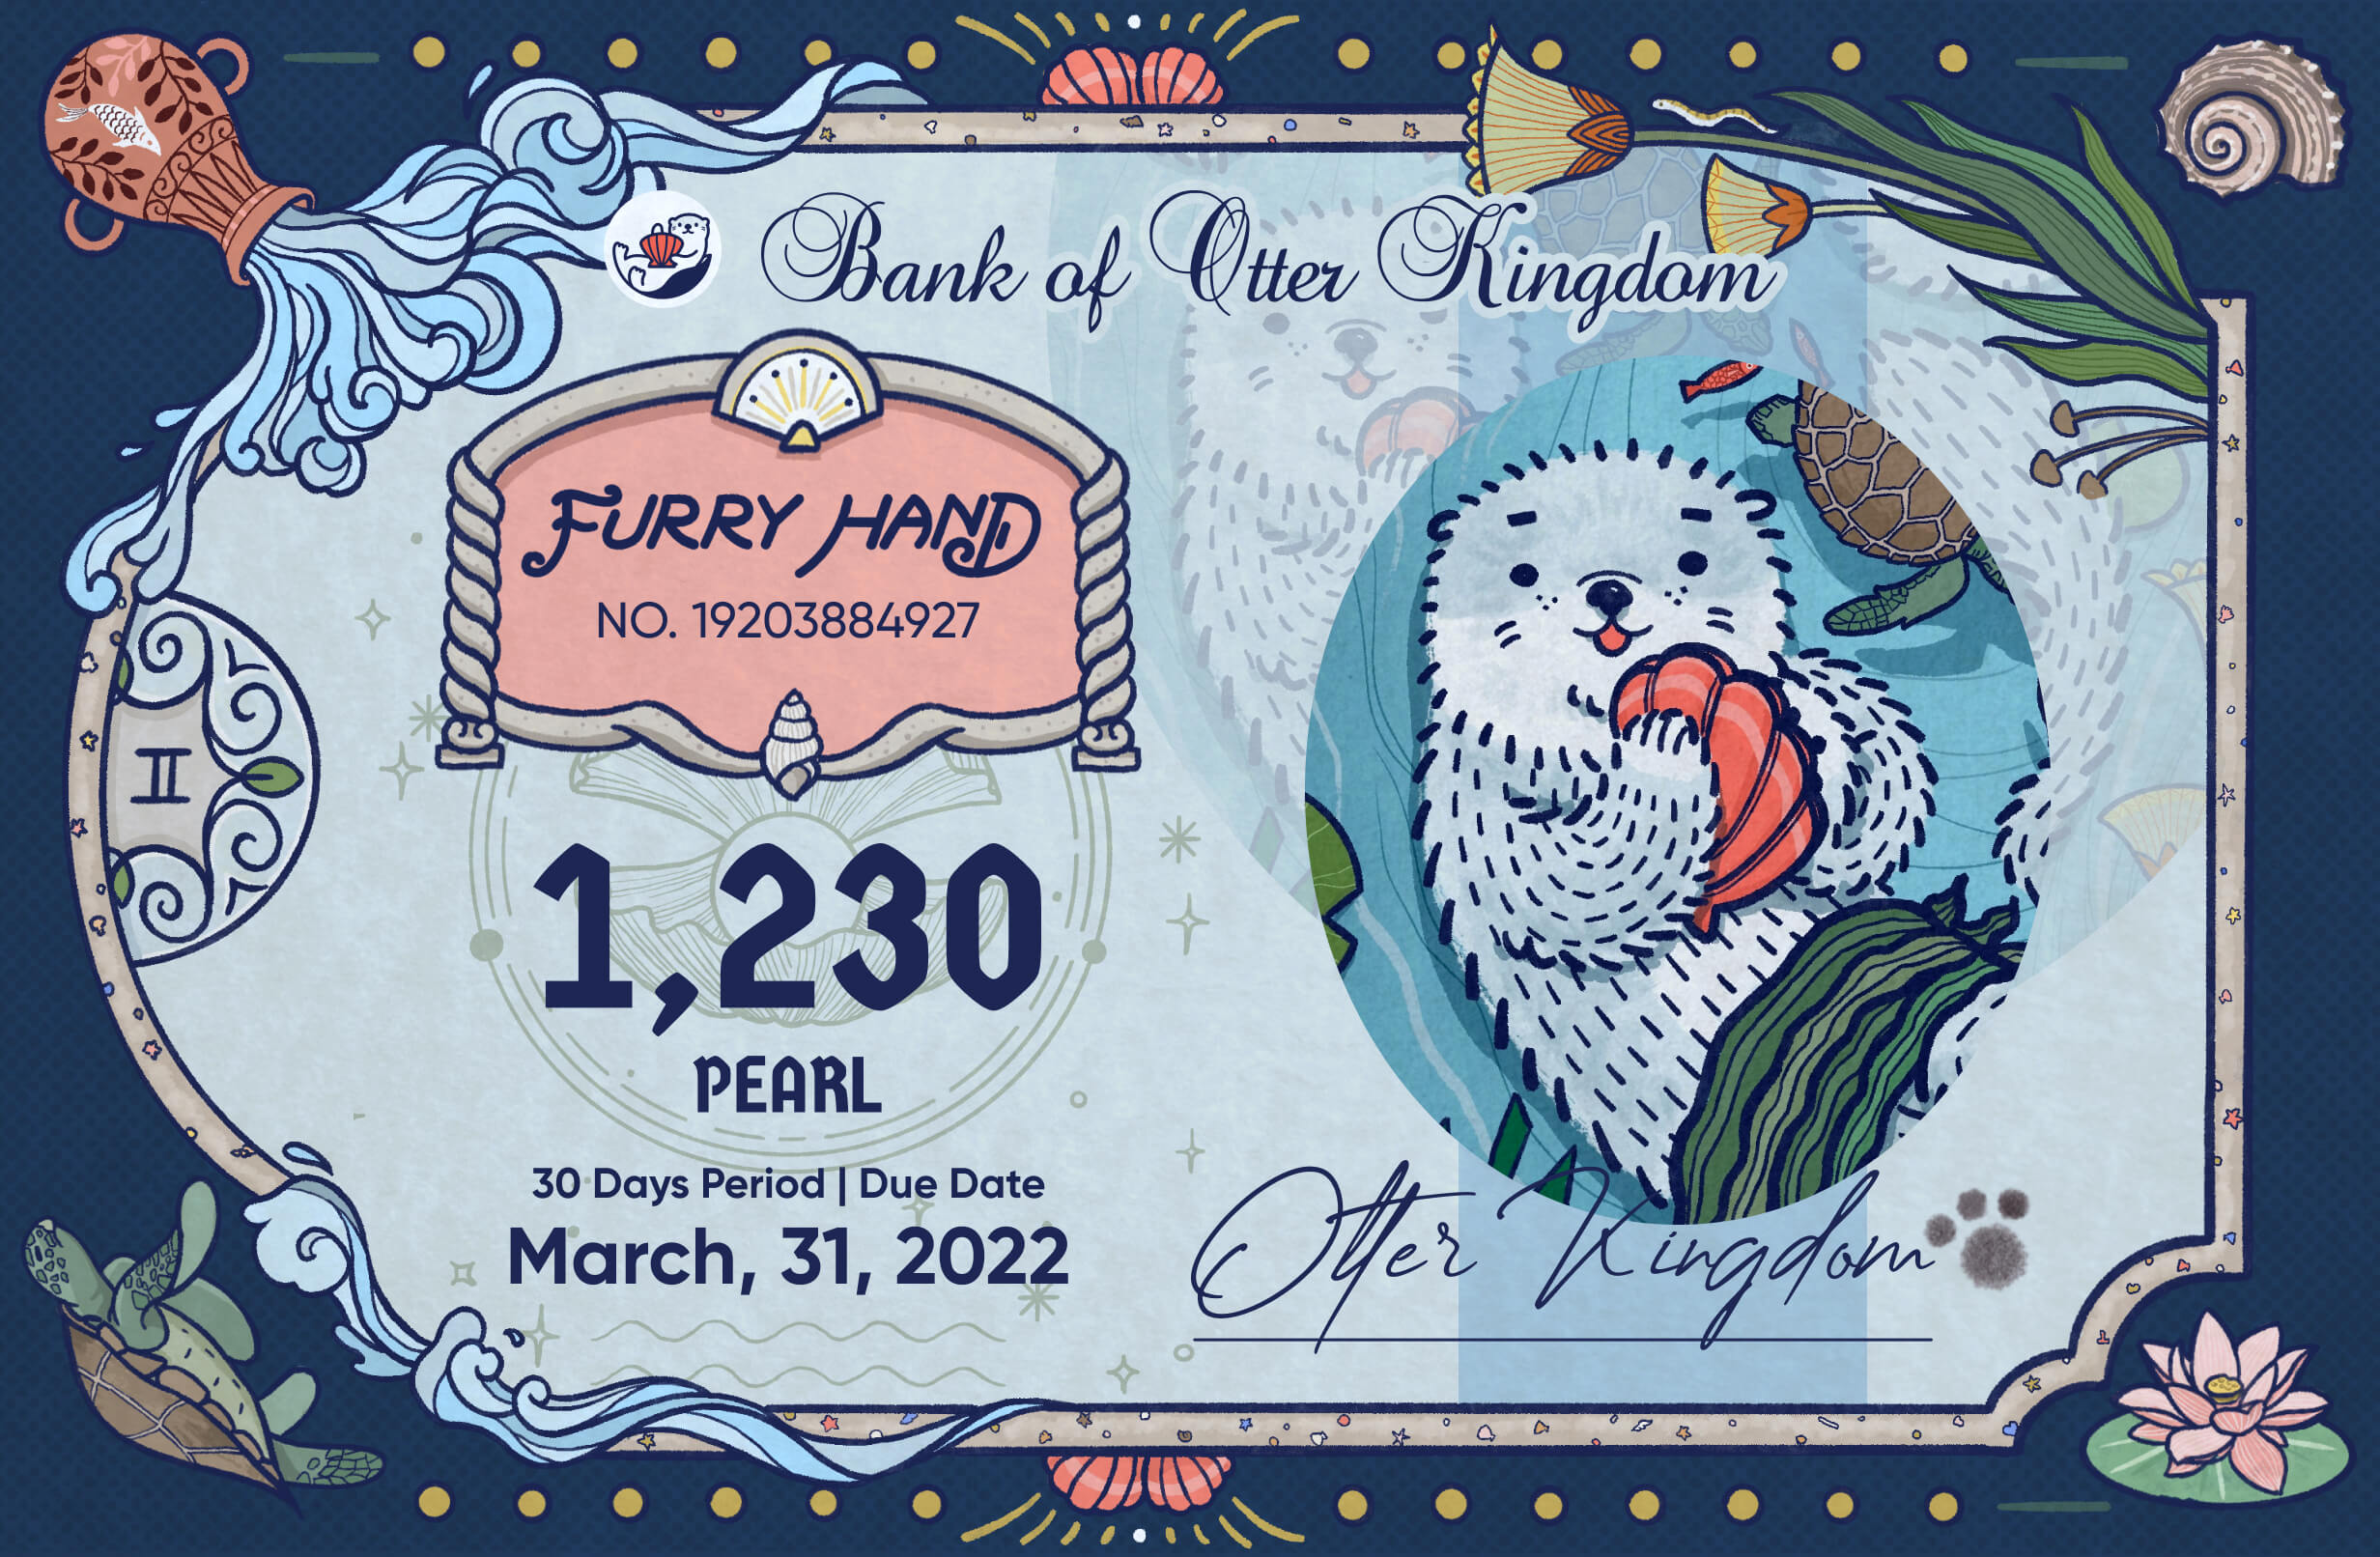 Bank of Otter Kingdom
FURRY HAND
NO. 19203884927
II
1,230
PEARL
30 Days Period | Due Date
March, 31, 2022
Otter Kingdom